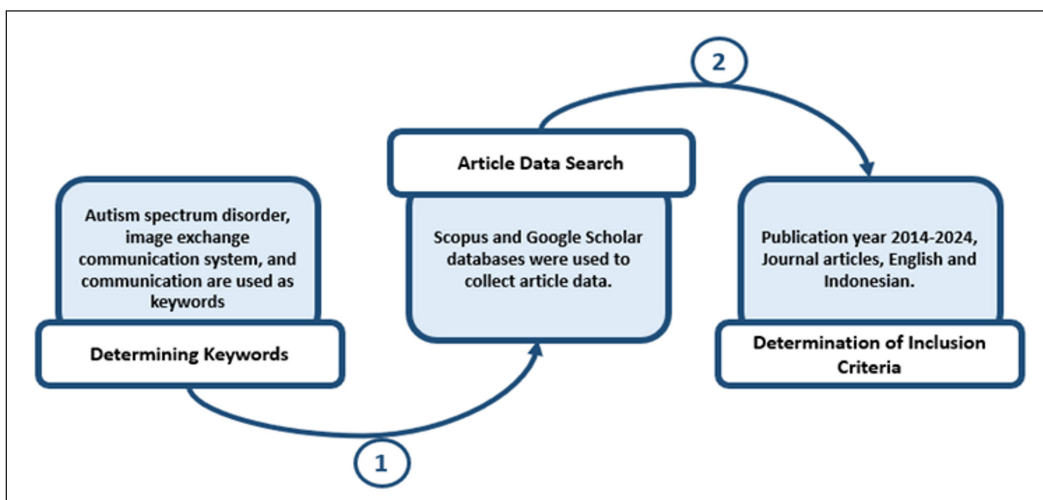 Autism spectrum disorder,
image exchange
communication system, and
communication are used as
keywords
Determining Keywords
1
Article Data Search
Scopus and Google Scholar
databases were used to
collect article data.
2
Publication year 2014-2024,
Journal articles, English and
Indonesian.
Determination of Inclusion
Criteria